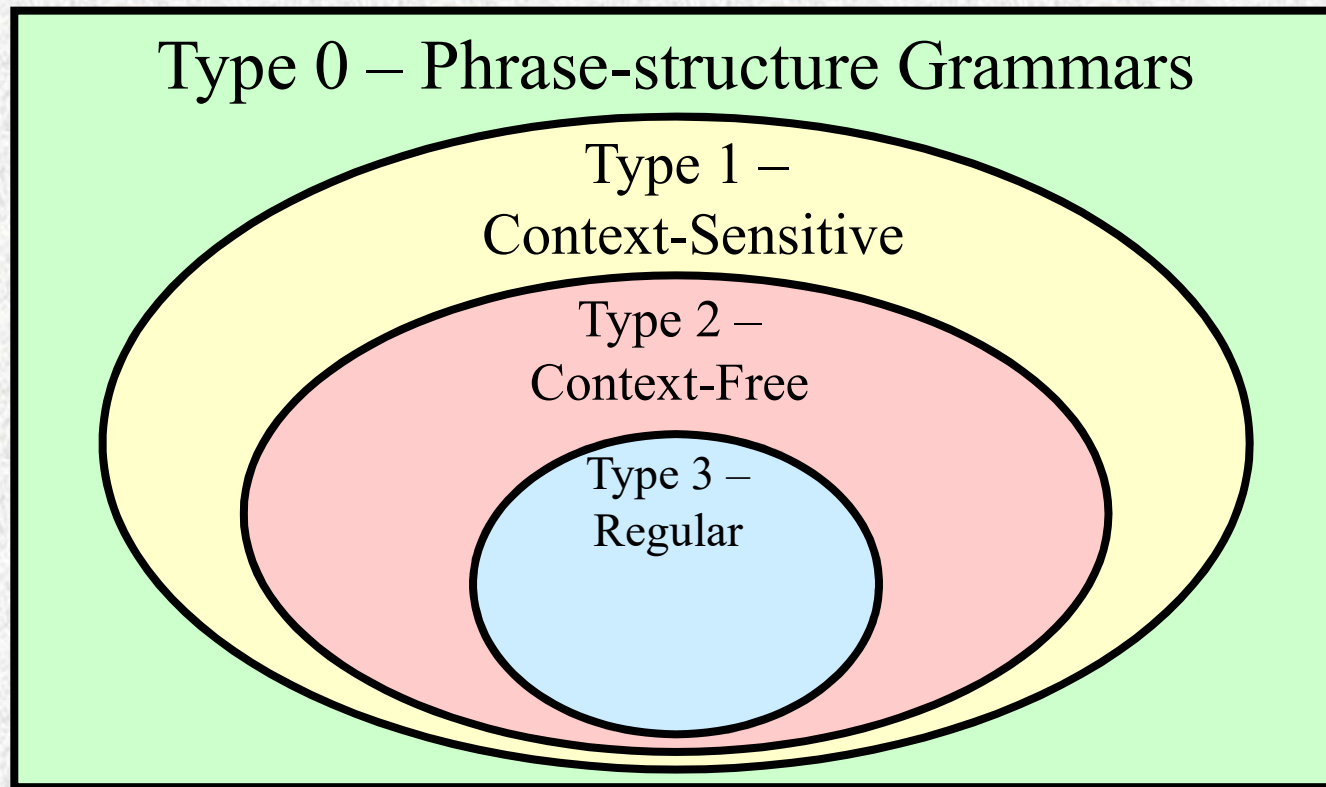 Type 0 – Phrase-structure Grammars
Type 1 –
Context-Sensitive
Type 2 –
Context-Free
Type 3 –
Regular